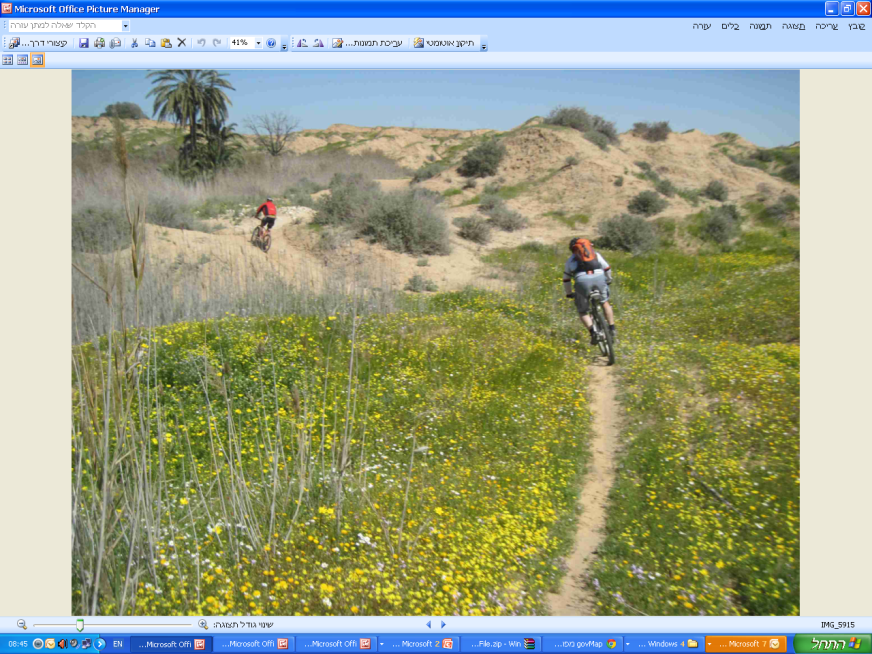 Microsoft Office Picture Manager
קובץ עריכה תצוגה תמונה כלים עזרה
הקלד שאלה למתן עזרה
קיצורי דרך...
41%
עריכת תמונות...
תיקון אוטומטי
שינוי גודל תצוגה:
IMG_5915
התחל
Microsoft 7 ...
Windows 4 ...
govMap מפו...
File.zip - Win...
Microsoft 2 ...
Microsoft Offi...
Microsoft Offi...
Microsoft Offi...
EN
08:45